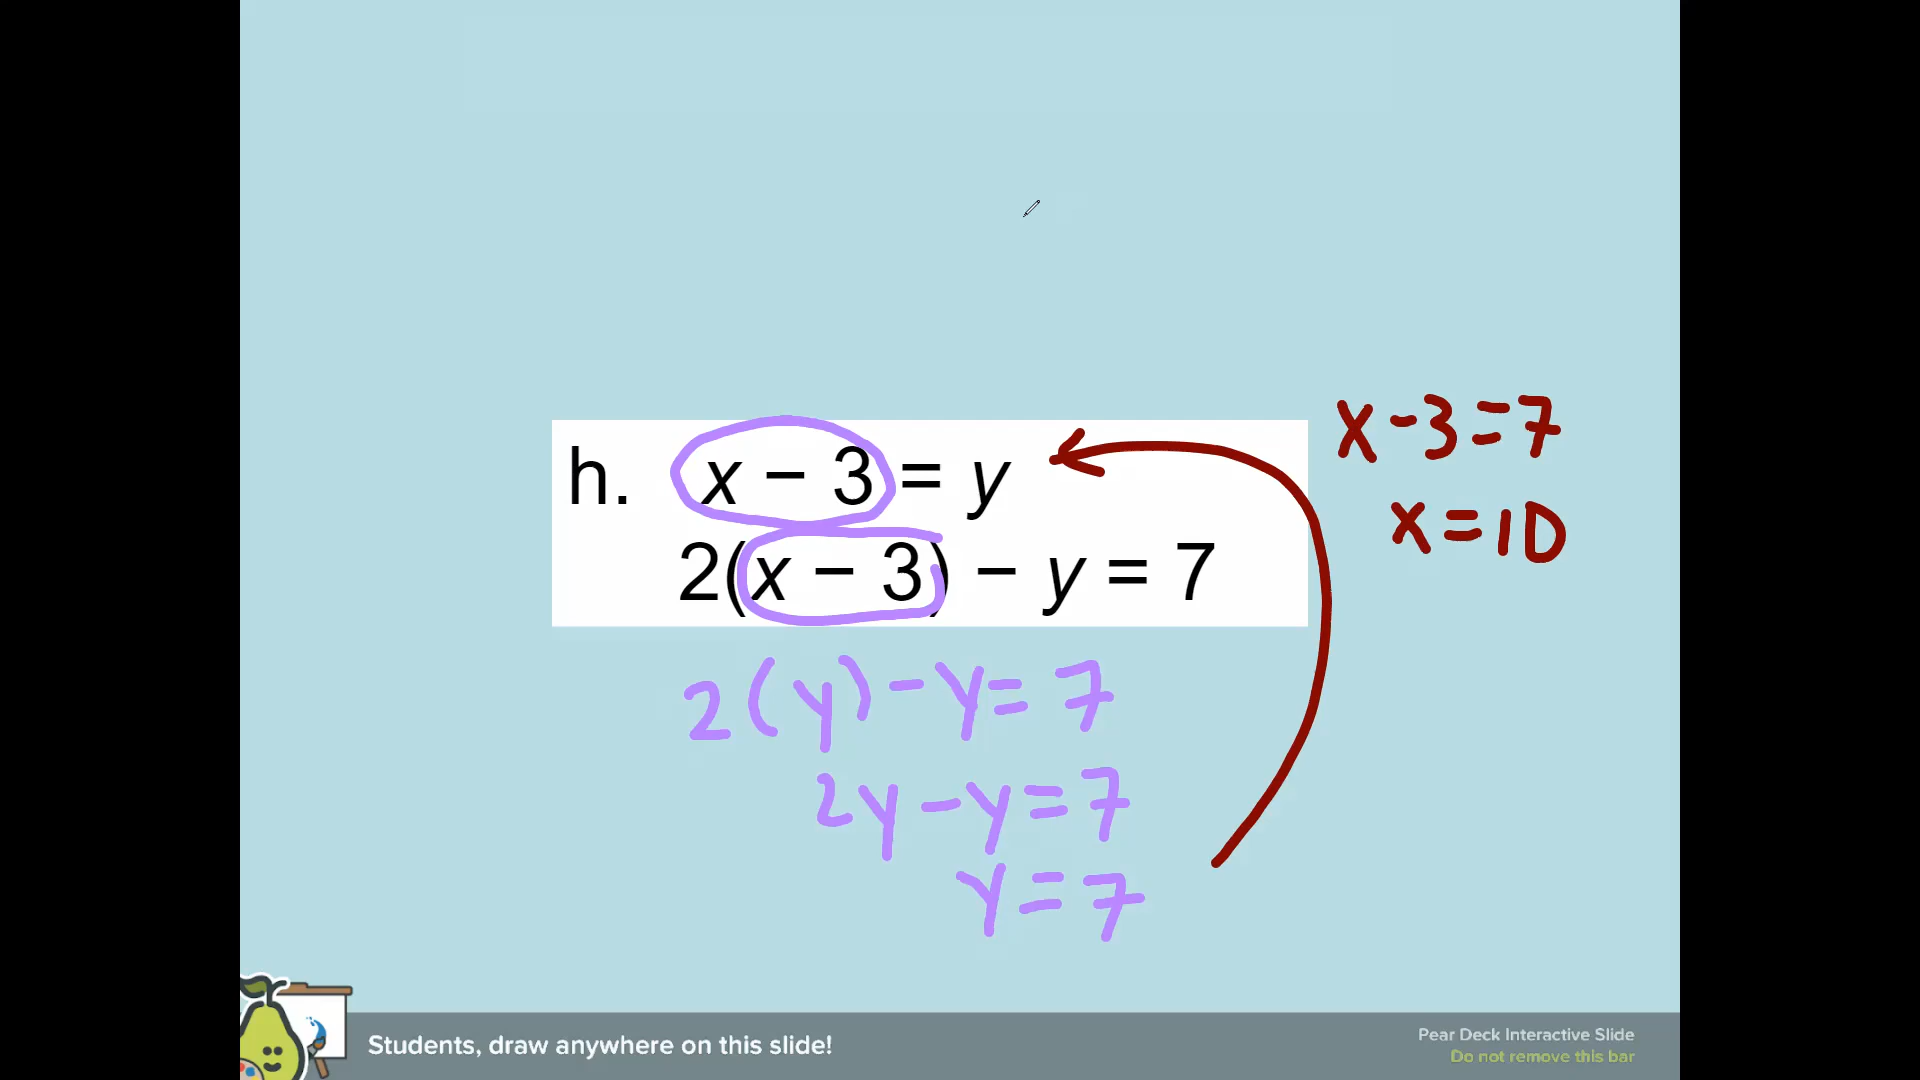 h. x − 3 = y
2(x − 3) − y = 7
2(y) - y = 7
2y - y = 7
y = 7
x - 3 = 7
x = 10
Students, draw anywhere on this slide!
Pear Deck Interactive Slide
Do not remove this bar